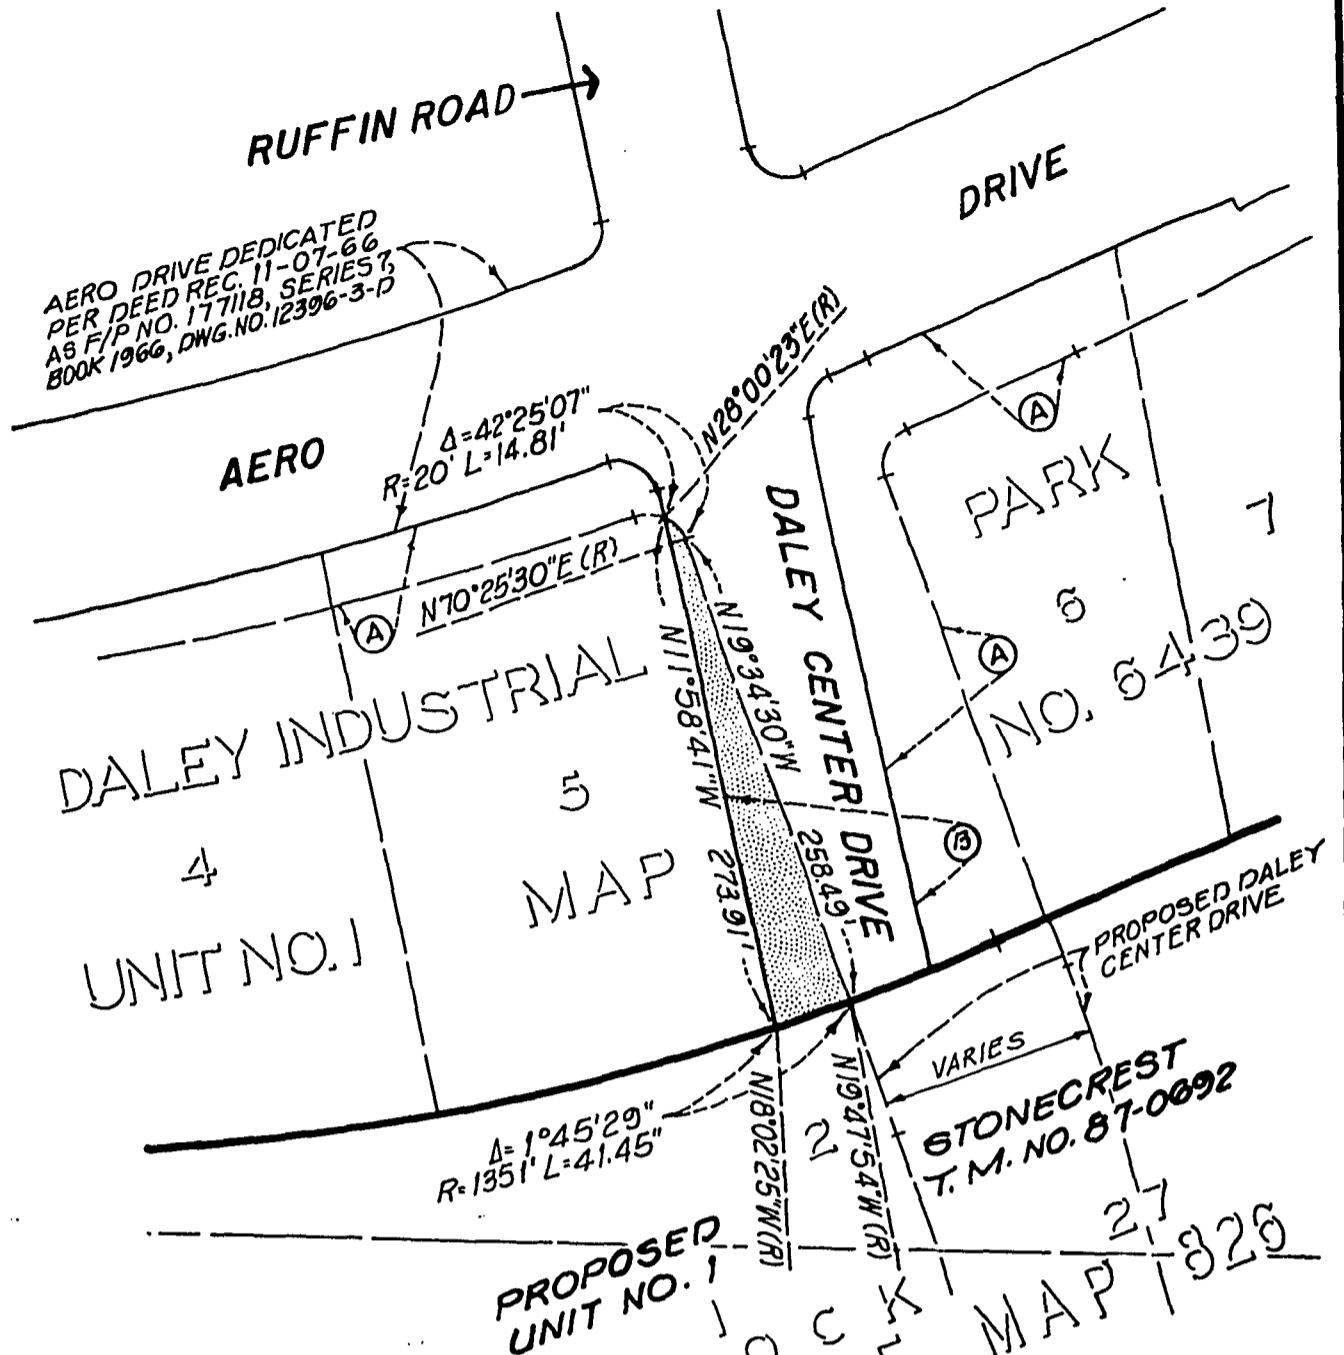 RUFFIN ROAD
DRIVE
AERO DRIVE DEDICATED
PER DEED REC. 11-07-66
AS F/P NO. 177118, SERIES 7,
BOOK 1966, DWG. NO. 12396-3-D
N28°00'23"E(R)
Δ=42°25'07"
R=20' L=14.81'
AERO
A
PARK
7
N70°25'30"E (R)
A
DALEY CENTER DRIVE
6
A
NO. 6439
N11°58'41"W
273.91'
N19°34'30"W
258.49'
DALEY INDUSTRIAL
5
4
MAP
B
UNIT NO. 1
PROPOSED DALEY
CENTER DRIVE
VARIES
STONECREST
T. M. NO. 87-0692
Δ= 1°45'29"
R=1351' L=41.45"
N18°02'25"W(R)
2
N19°47'54"W(R)
27
PROPOSED
UNIT NO. 1
MAP 826